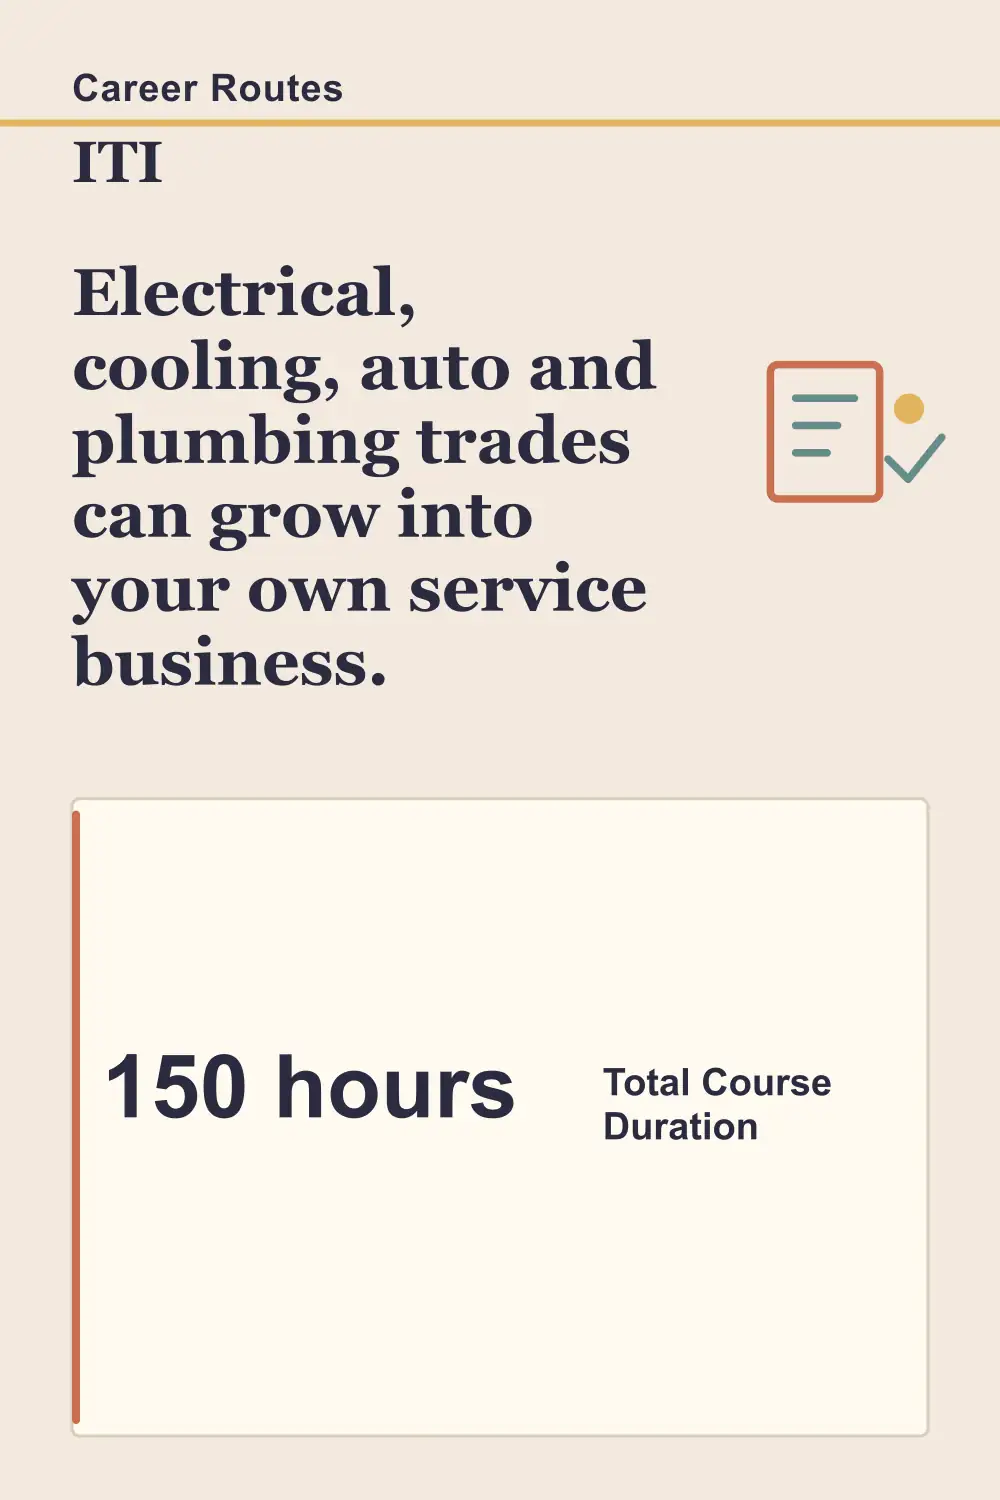 Career Routes
ITI
Electrical,
cooling, auto and
plumbing trades
can grow into
your own service
business.
150 hours
Total Course
Duration